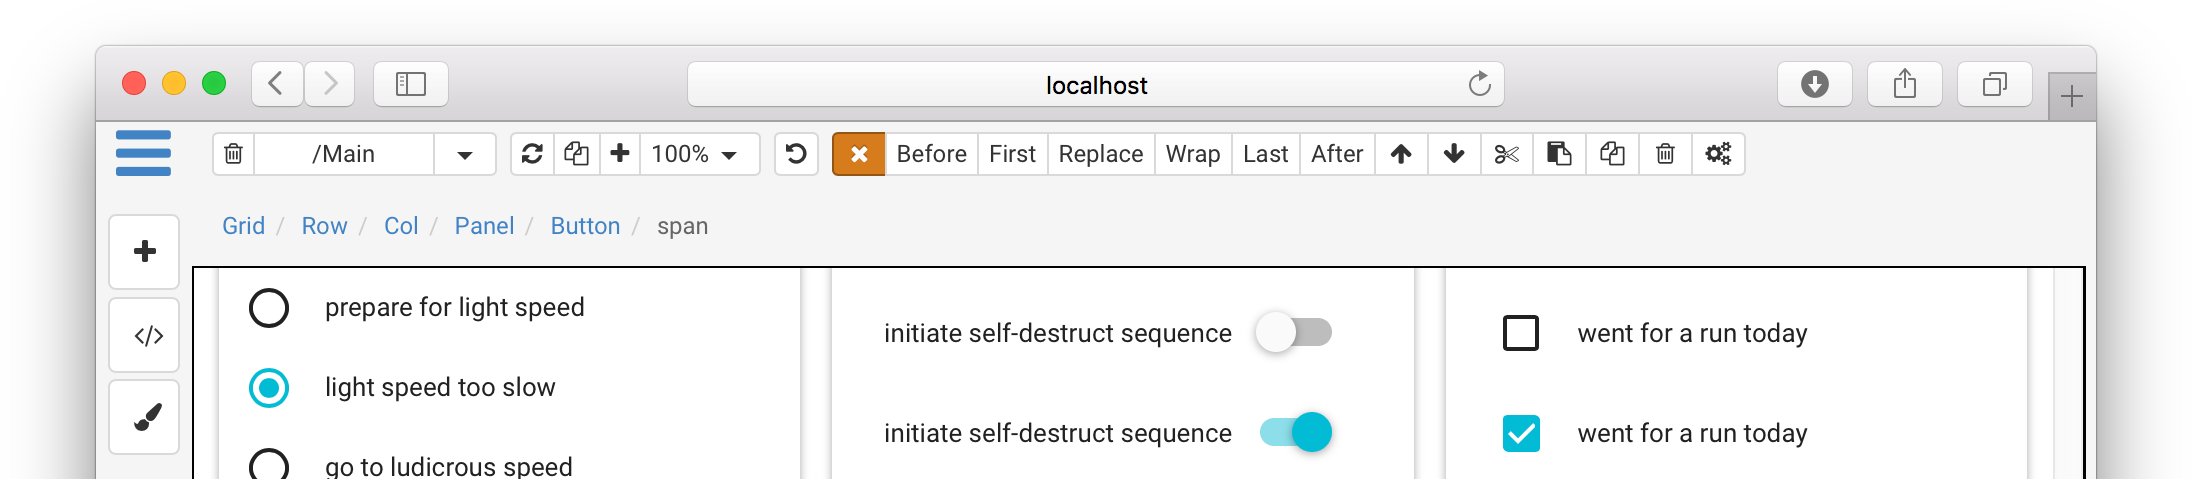 localhost
/Main 100% Before First Replace Wrap Last After
Grid / Row / Col / Panel / Button / span
prepare for light speed
light speed too slow
go to ludicrous speed
initiate self-destruct sequence
initiate self-destruct sequence
went for a run today
went for a run today